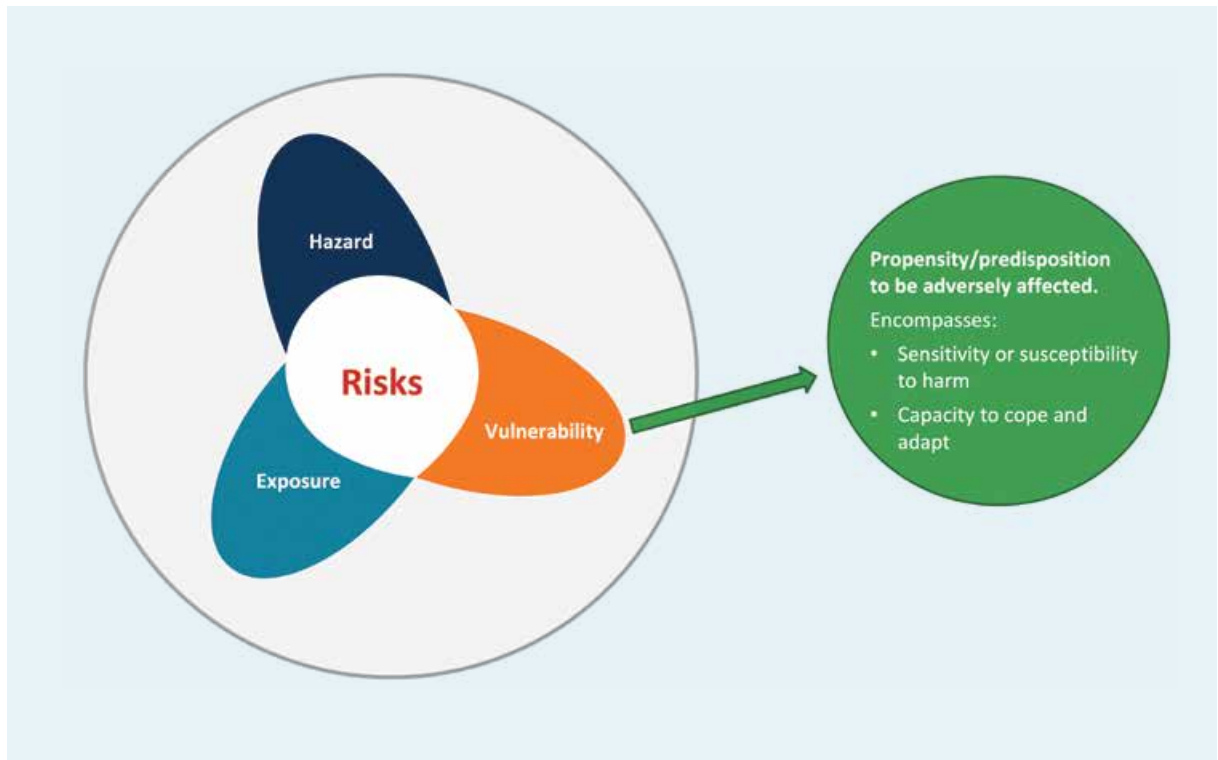 Hazard
Risks
Vulnerability
Exposure
Propensity/predisposition
to be adversely affected.
Encompasses:
• Sensitivity or susceptibility
to harm
• Capacity to cope and
adapt